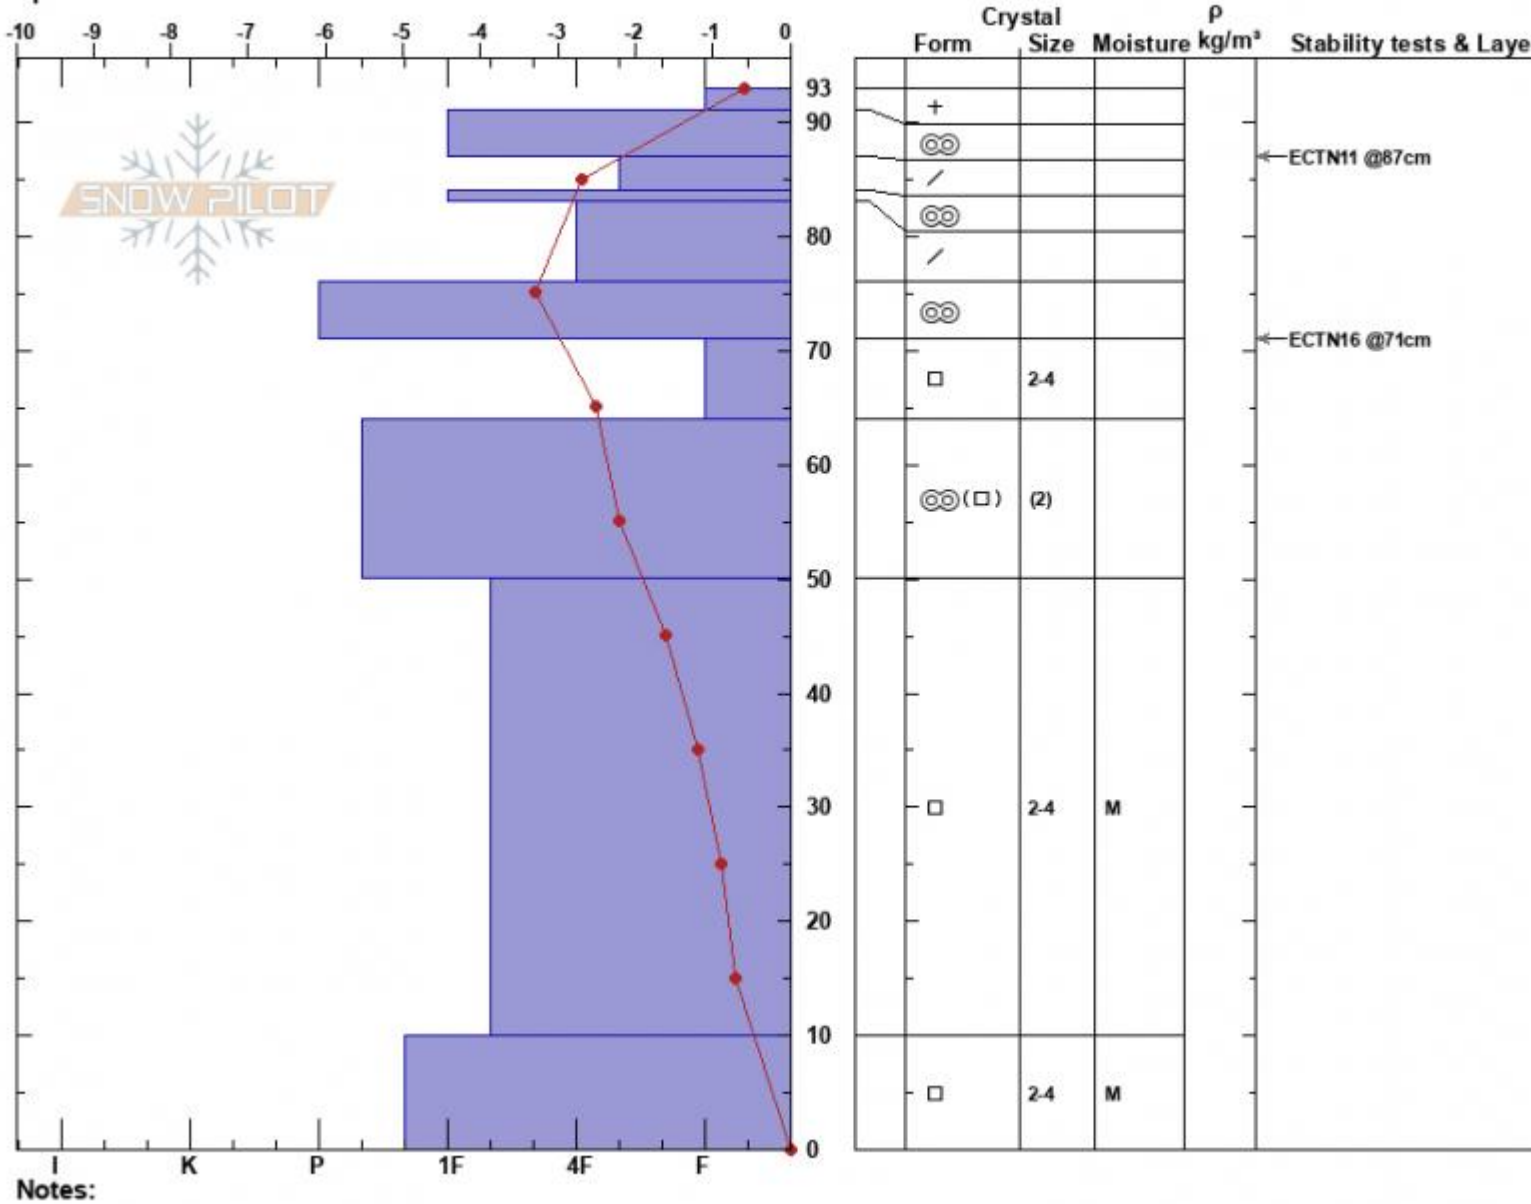 -10 -9 -8 -7 -6 -5 -4 -3 -2 -1 0
Crystal ρ
Form Size Moisture kg/m³ Stability tests & Laye
93
90
SNOW PILOT
ECTN11 @87cm
80
ECTN16 @71cm
70
2-4
60
( ) (2)
50
40
30 2-4 M
20
10
2-4 M
0
I K P 1F 4F F
Notes: